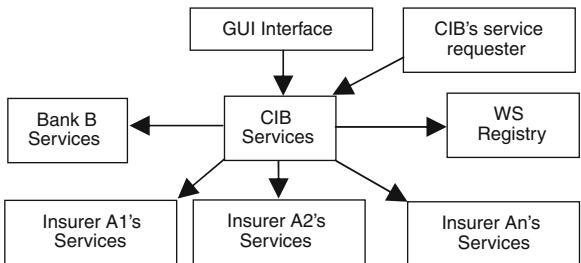 GUI Interface
CIB's service
requester
Bank B
Services
CIB
Services
WS
Registry
Insurer A1's
Services
Insurer A2's
Services
Insurer An's
Services